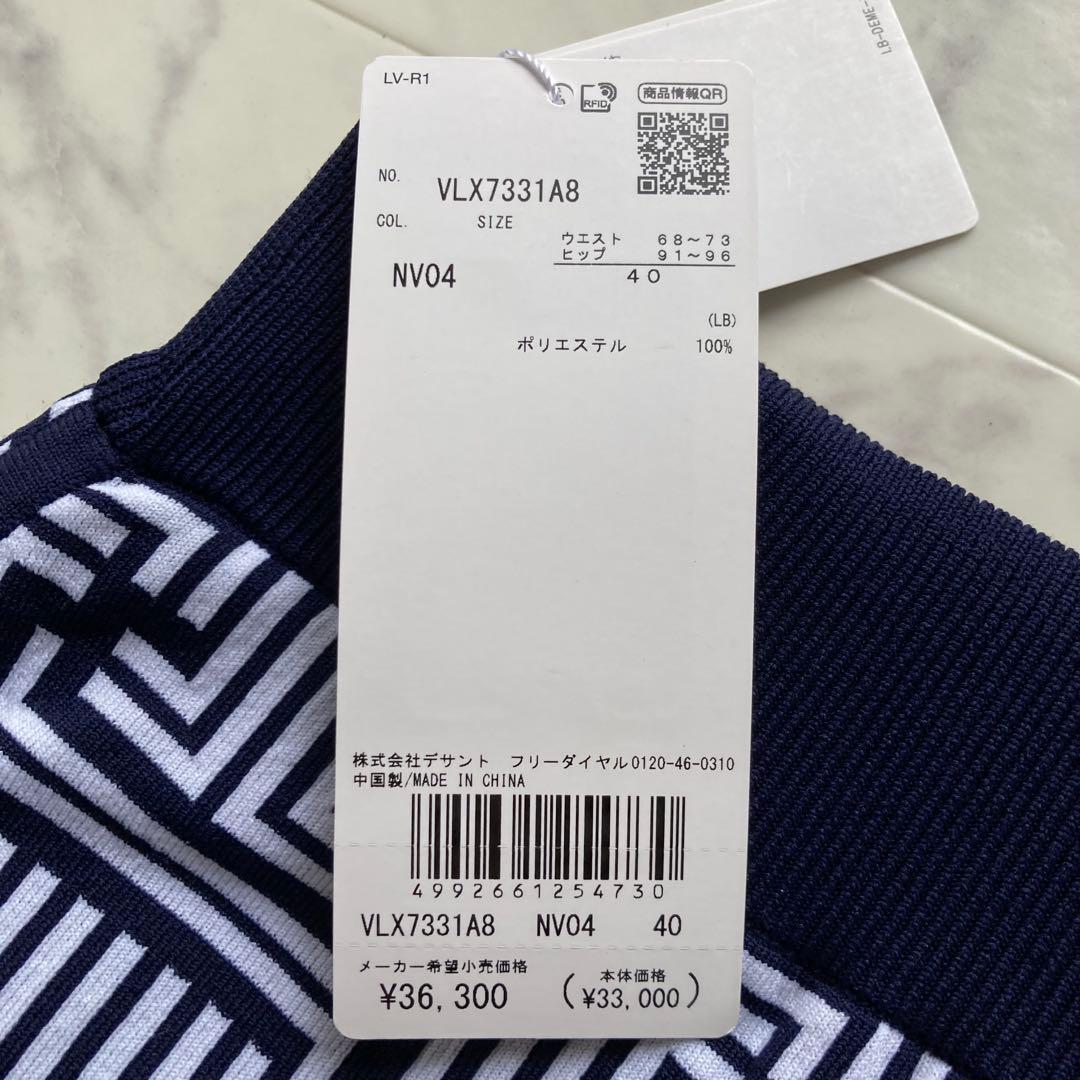 LV-R1
RFID
商品情報QR
LB-DEME-
NO.
VLX7331A8
COL.
SIZE
ウエスト 68～73
ヒップ 91～96
NV04
40
(LB)
ポリエステル 100%
株式会社デサント フリーダイヤル0120-46-0310
中国製/MADE IN CHINA
4992661254730
VLX7331A8 NV04 40
メーカー希望小売価格
¥36,300
(本体価格
¥33,000)